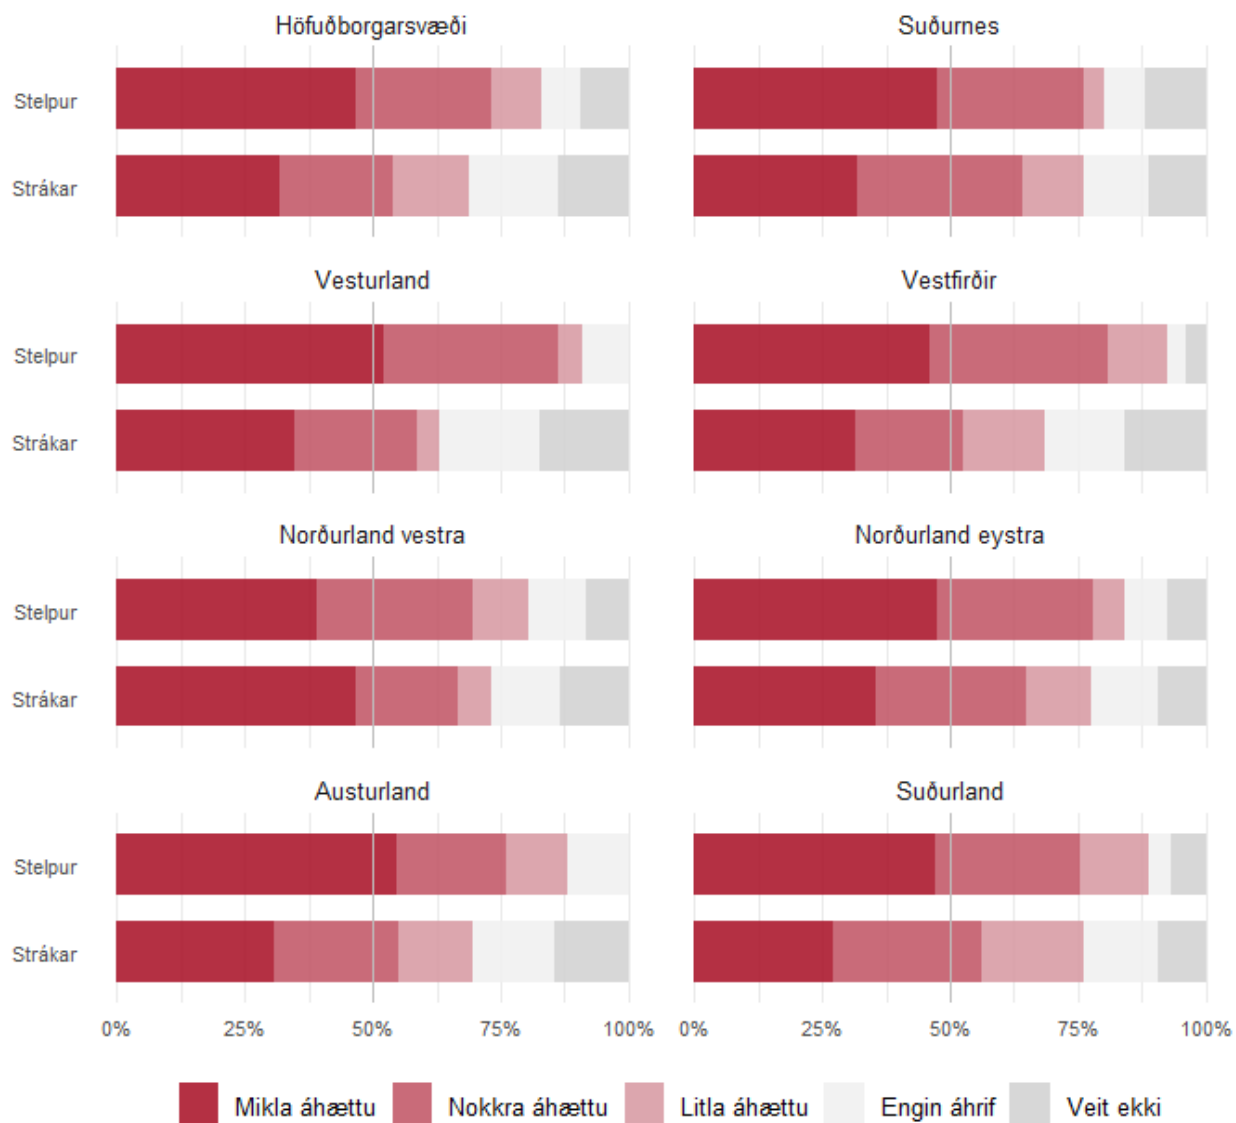 Höfuðborgarsvæði
Suðurnes
Stelpur
Strákar
Vesturland
Vestfirðir
Stelpur
Strákar
Norðurland vestra
Norðurland eystra
Stelpur
Strákar
Austurland
Suðurland
Stelpur
Strákar
0% 25% 50% 75% 100% 0% 25% 50% 75% 100%
Mikla áhættu Nokkra áhættu Litla áhættu Engin áhrif Veit ekki